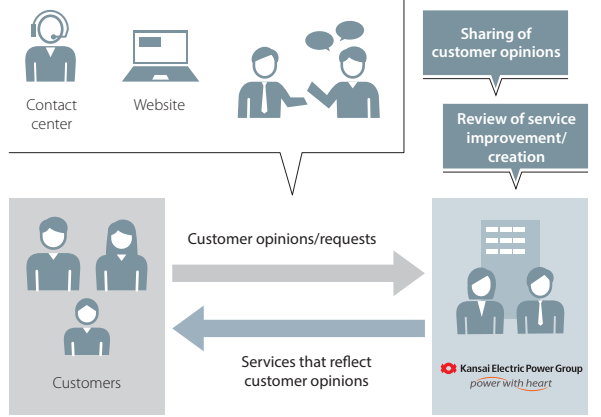 Contact
center
Website
Sharing of
customer opinions
Review of service
improvement/
creation
Customer opinions/requests
Services that reflect
customer opinions
Customers
Kansai Electric Power Group
power with heart